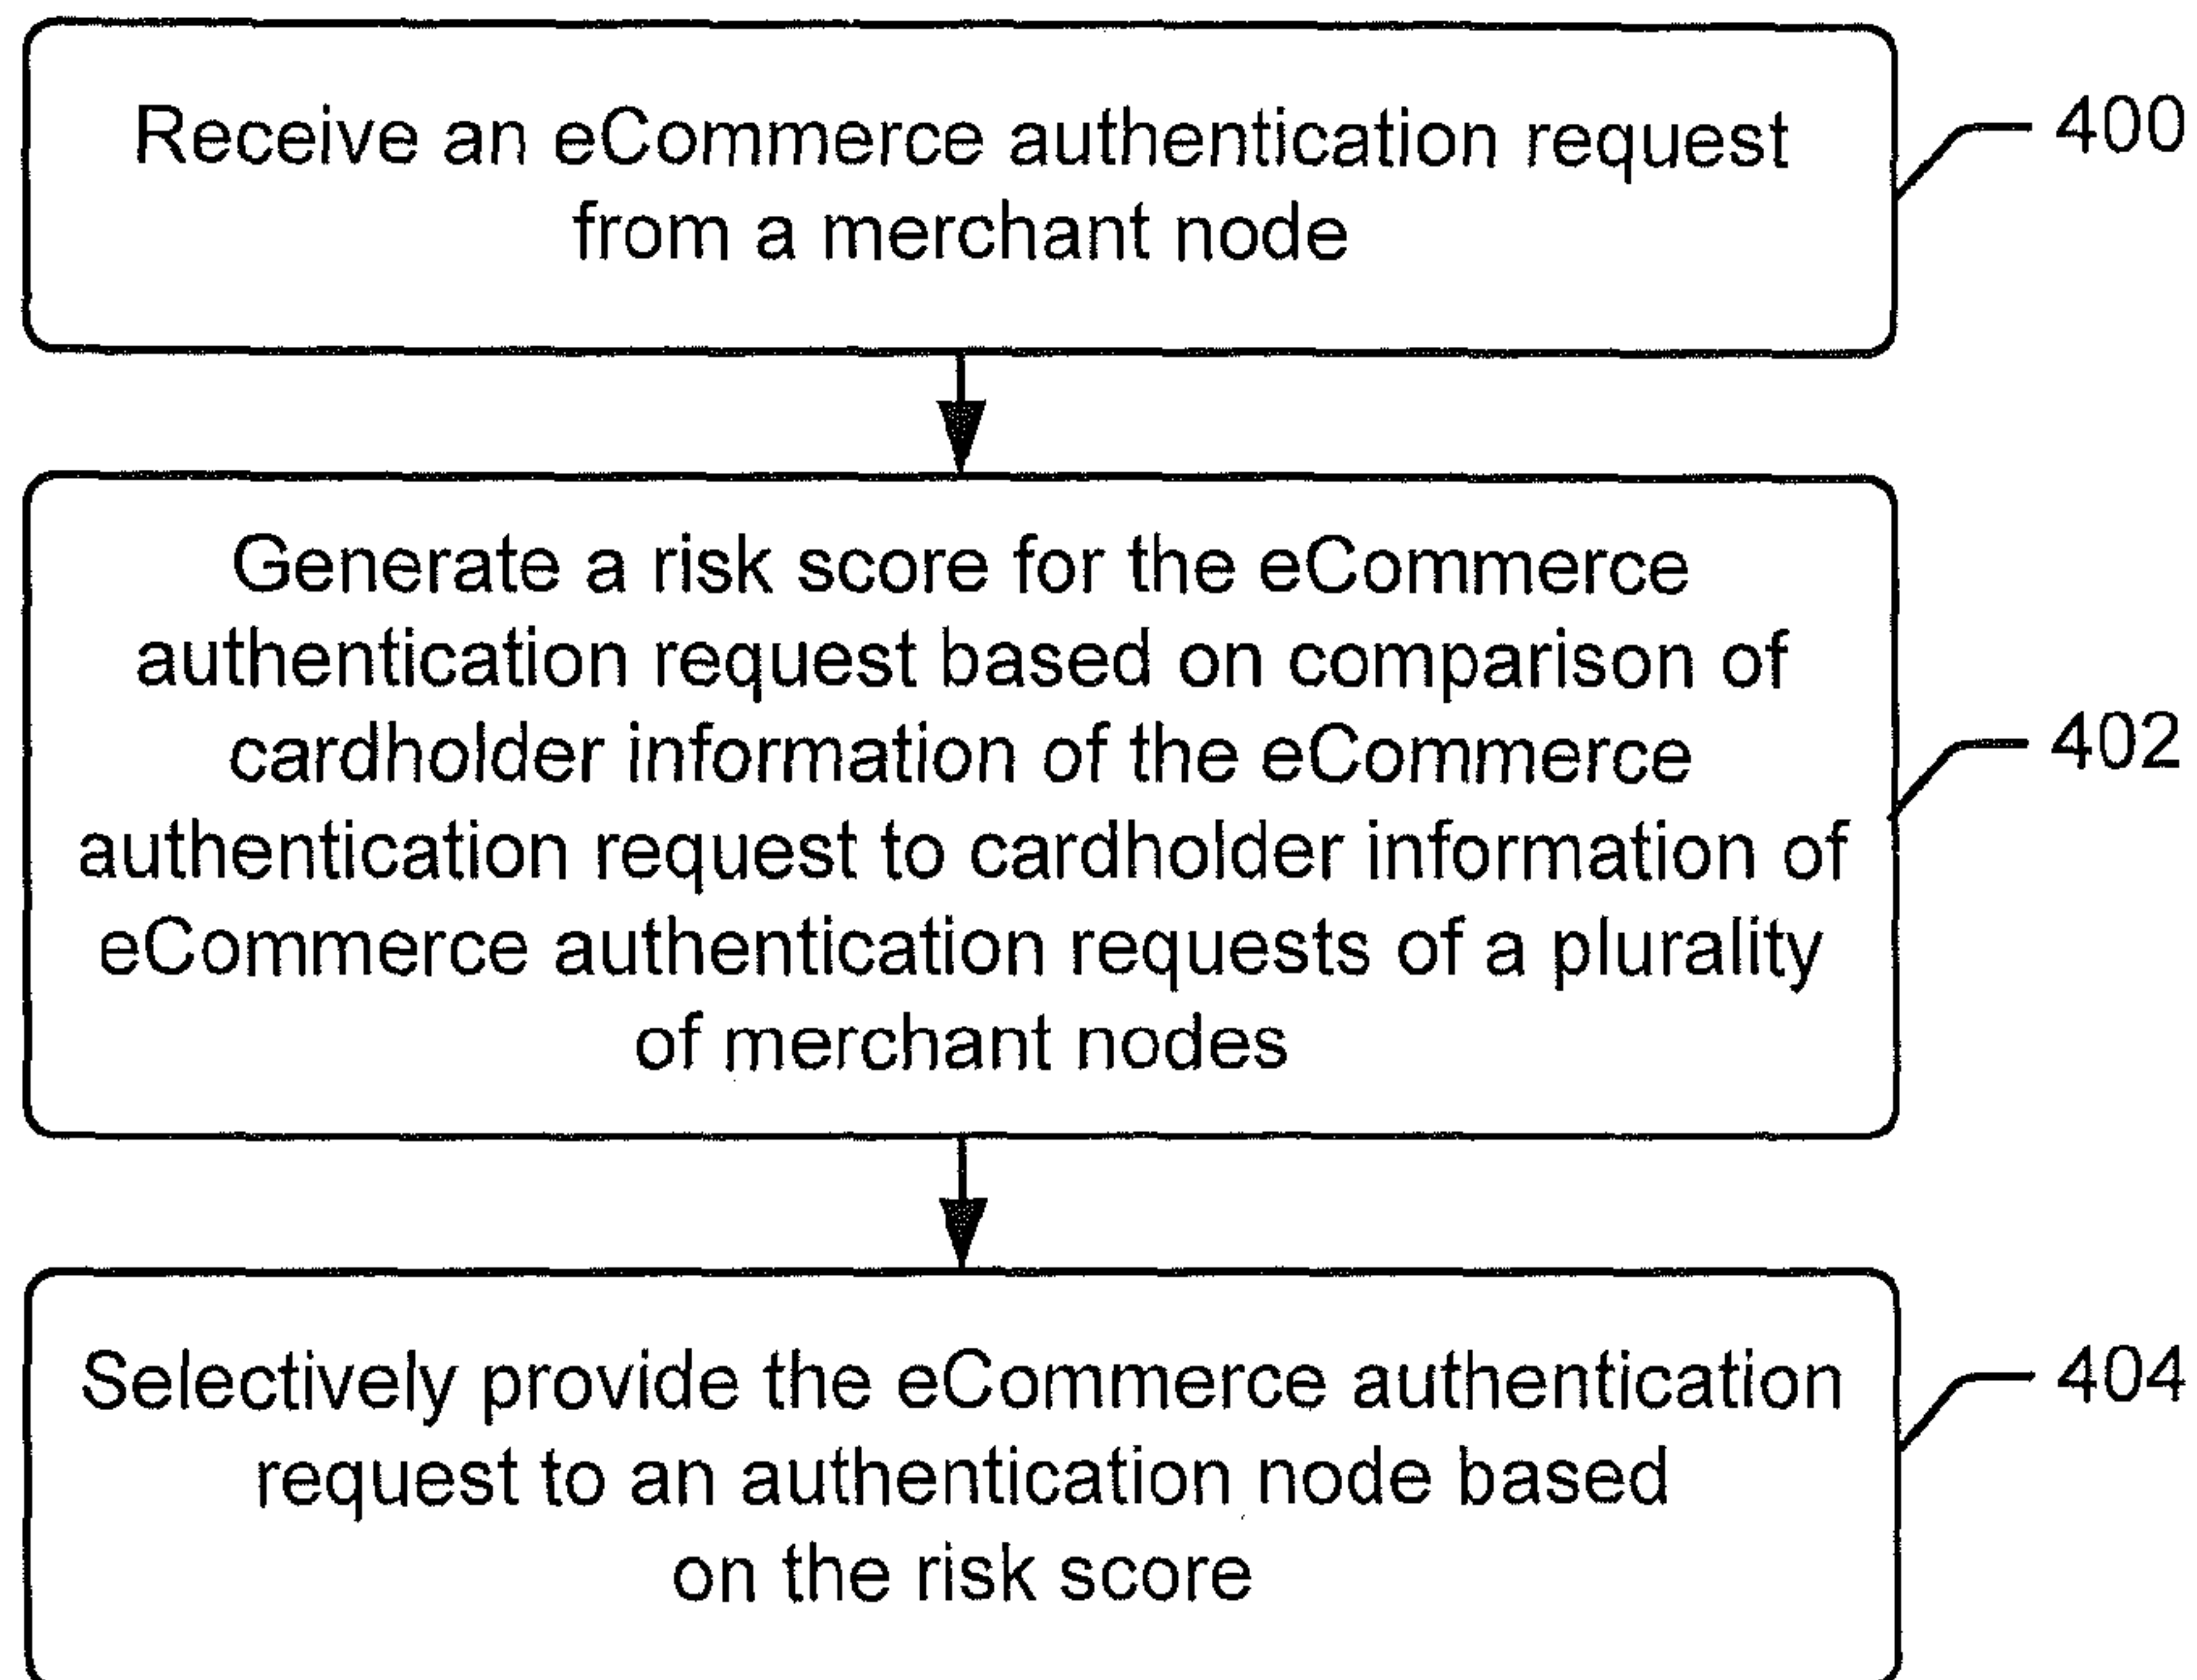 Receive an eCommerce authentication request
from a merchant node
400
Generate a risk score for the eCommerce
authentication request based on comparison of
cardholder information of the eCommerce
authentication request to cardholder information of
eCommerce authentication requests of a plurality
of merchant nodes
402
Selectively provide the eCommerce authentication
request to an authentication node based
on the risk score
404